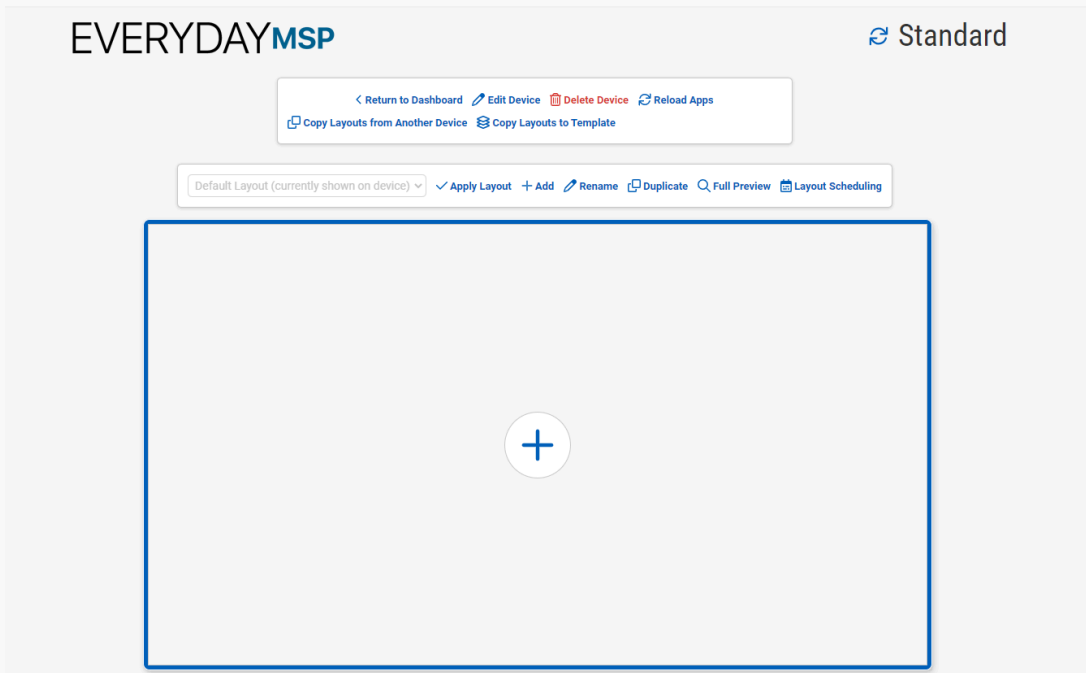 EVERYDAYMSP
Standard
Return to Dashboard Edit Device Delete Device Reload Apps
Copy Layouts from Another Device Copy Layouts to Template
Default Layout (currently shown on device) Apply Layout Add Rename Duplicate Full Preview Layout Scheduling